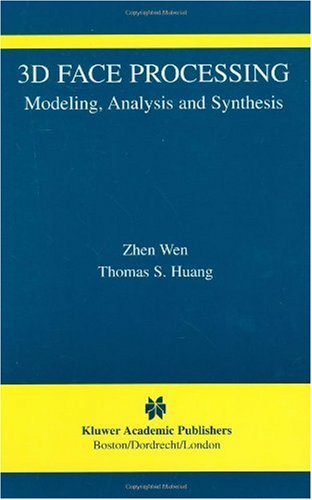 3D FACE PROCESSING
Modeling, Analysis and Synthesis
Zhen Wen
Thomas S. Huang
Kluwer Academic Publishers
Boston/Dordrecht/London